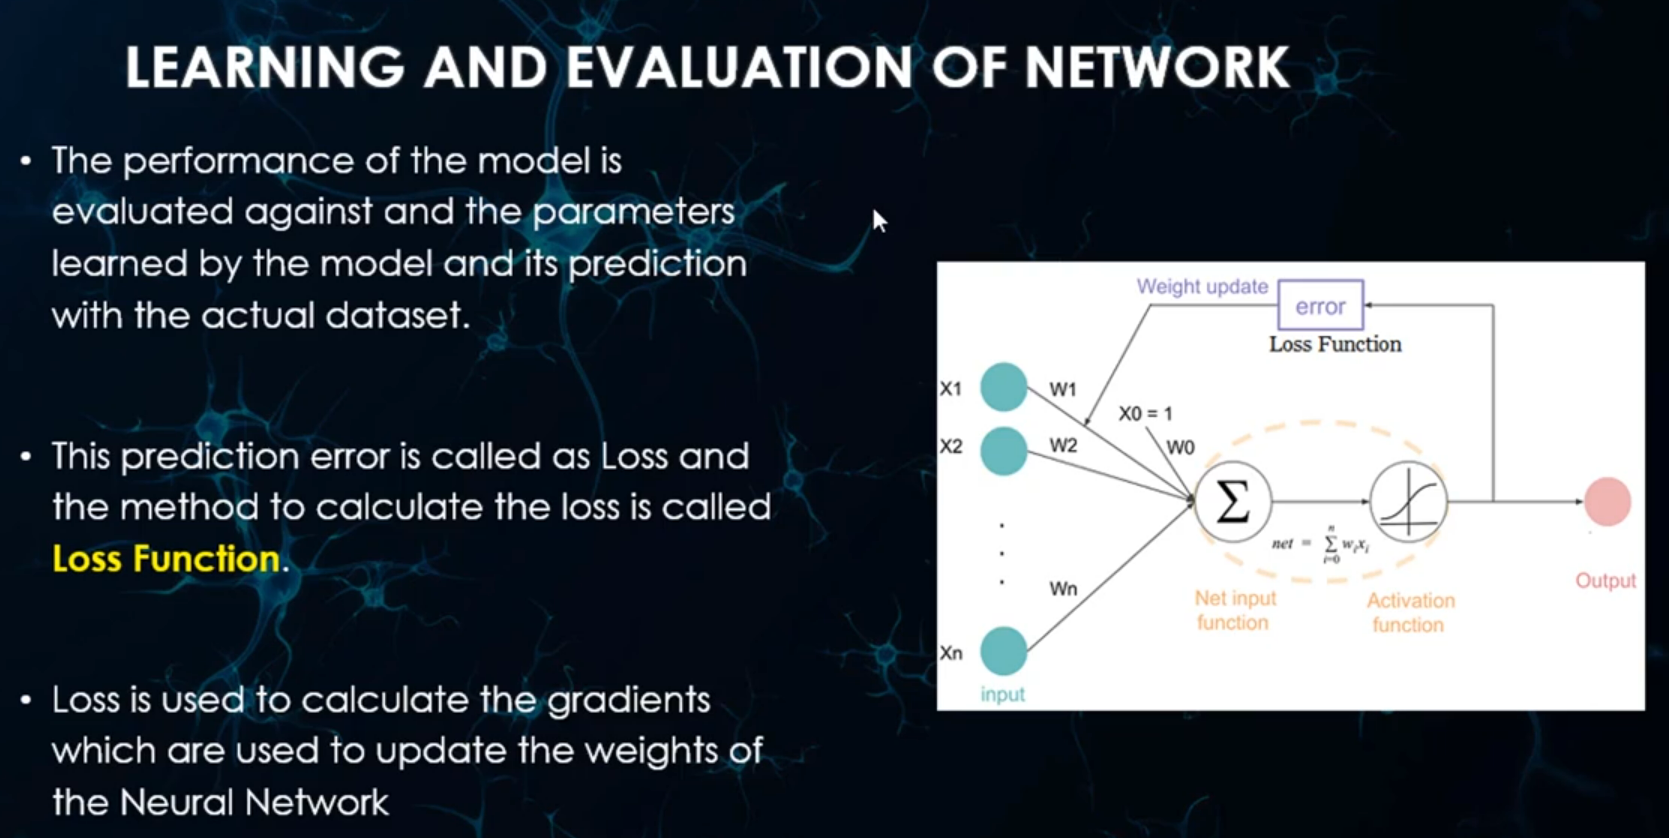 LEARNING AND EVALUATION OF NETWORK
• The performance of the model is
evaluated against and the parameters
learned by the model and its prediction
with the actual dataset.
• This prediction error is called as Loss and
the method to calculate the loss is called
Loss Function.
• Loss is used to calculate the gradients
which are used to update the weights of
the Neural Network
Weight update
error
Loss Function
X1
W1
X0 = 1
X2
W2
W0
Σ
net = n Σ i=0 wᵢxᵢ
Wn
Xn
input
Net input
function
Activation
function
Output